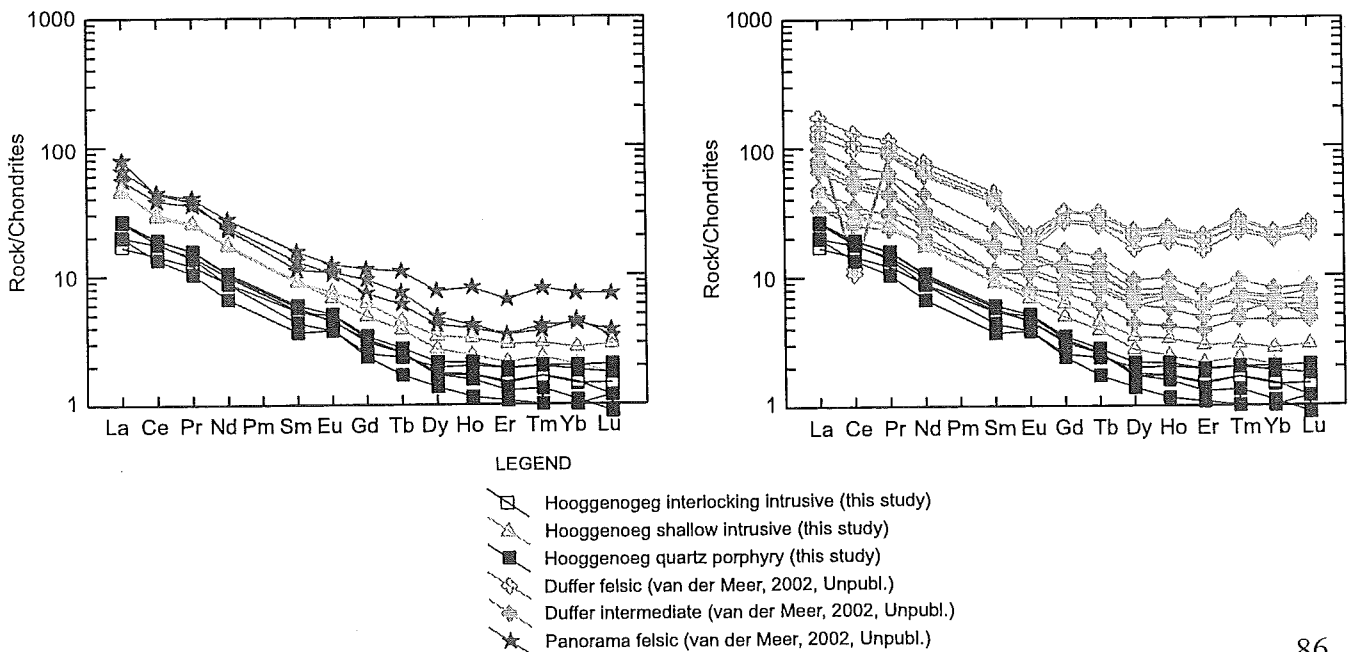 1000
100
10
1
Rock/Chondrites
La Ce Pr Nd Pm Sm Eu Gd Tb Dy Ho Er Tm Yb Lu
1000
100
10
1
Rock/Chondrites
La Ce Pr Nd Pm Sm Eu Gd Tb Dy Ho Er Tm Yb Lu
LEGEND
Hooggenogeg interlocking intrusive (this study)
Hooggenoeg shallow intrusive (this study)
Hooggenoeg quartz porphyry (this study)
Duffer felsic (van der Meer, 2002, Unpubl.)
Duffer intermediate (van der Meer, 2002, Unpubl.)
Panorama felsic (van der Meer, 2002, Unpubl.)
86